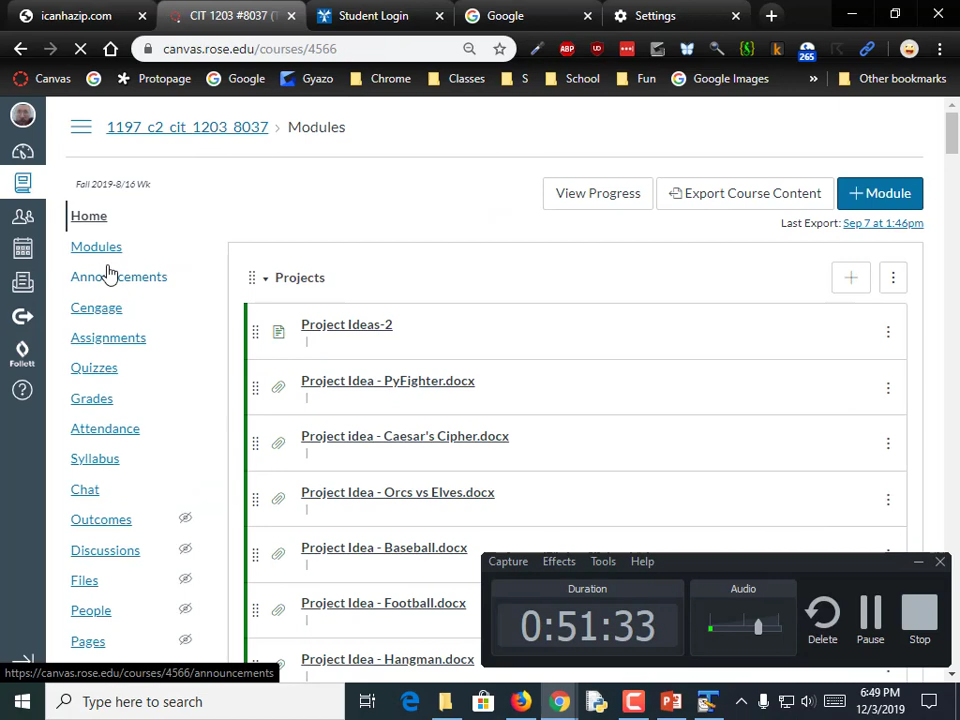 icanhazip.com
CIT 1203 #8037 (T
Student Login
Google
Settings
canvas.rose.edu/courses/4566
ABP
265
Canvas
Protopage
Google
Gyazo
Chrome
Classes
S
School
Fun
Google Images
»
Other bookmarks
1197_c2_cit_1203_8037 › Modules
Fall 2019-8/16 Wk
View Progress
Export Course Content
+ Module
Last Export: Sep 7 at 1:46pm
Home
Modules
Announcements
Cengage
Assignments
Quizzes
Grades
Attendance
Syllabus
Chat
Outcomes
Discussions
Files
People
Pages
Follett
Projects
Project Ideas-2
Project Idea - PyFighter.docx
Project idea - Caesar's Cipher.docx
Project Idea - Orcs vs Elves.docx
Project Idea - Baseball.docx
Project Idea - Football.docx
Project Idea - Hangman.docx
Capture Effects Tools Help
Duration
0:51:33
Audio
Delete
Pause
Stop
https://canvas.rose.edu/courses/4566/announcements
Type here to search
6:49 PM
12/3/2019